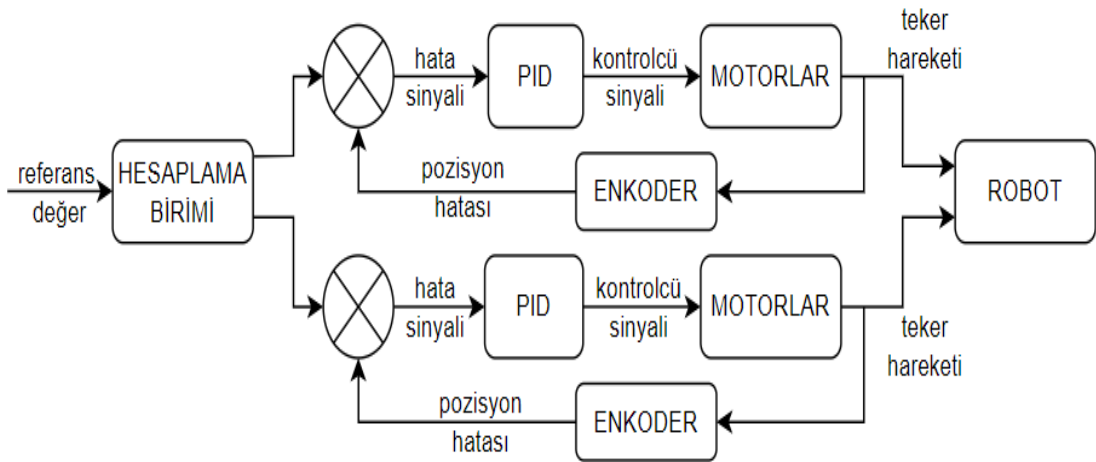 teker
hareketi
hata
sinyali
PID
kontrolcü
sinyali
MOTORLAR
referans
değer
HESAPLAMA
BİRİMİ
pozisyon
hatası
ENKODER
ROBOT
hata
sinyali
PID
kontrolcü
sinyali
MOTORLAR
teker
hareketi
pozisyon
hatası
ENKODER